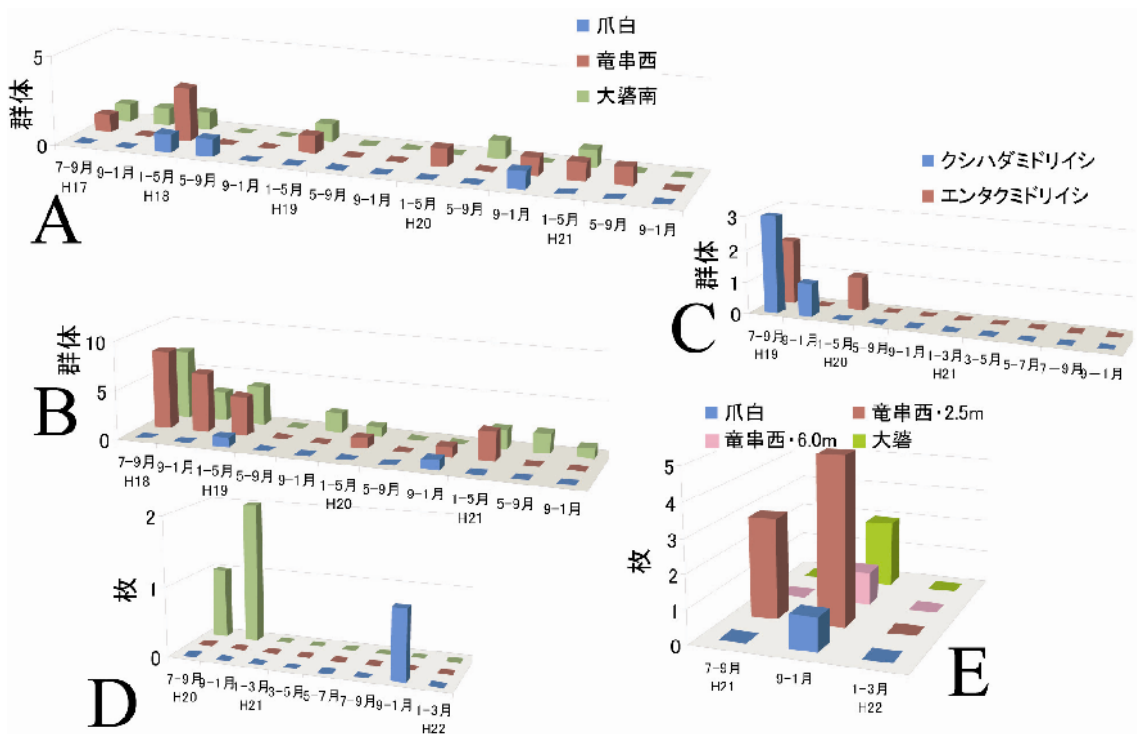 爪白
竜串西
大碆南
5
0
群体
7-9月 9-1月 1-5月 5-9月 9-1月 1-5月 5-9月 9-1月 1-5月 5-9月 9-1月 1-5月 5-9月 9-1月
H17 H18 H19 H20 H21
A
クシハダミドリイシ
エンタクミドリイシ
3
2
1
0
群体
7-9月 9-1月 1-5月 5-9月 9-1月 1-3月 3-5月 5-7月 7-9月 9-1月
H19 H20 H21
C
10
5
0
群体
7-9月 9-1月 1-5月 5-9月 9-1月 1-5月 5-9月 9-1月 1-5月 5-9月 9-1月
H18 H19 H20 H21
B
2
1
0
枚
7-9月 9-1月 1-3月 3-5月 5-7月 7-9月 9-1月 1-3月
H20 H21 H22
D
爪白 竜串西・2.5m
竜串西・6.0m 大碆
5
4
3
2
1
0
枚
7-9月 9-1月 1-3月
H21 H22
E